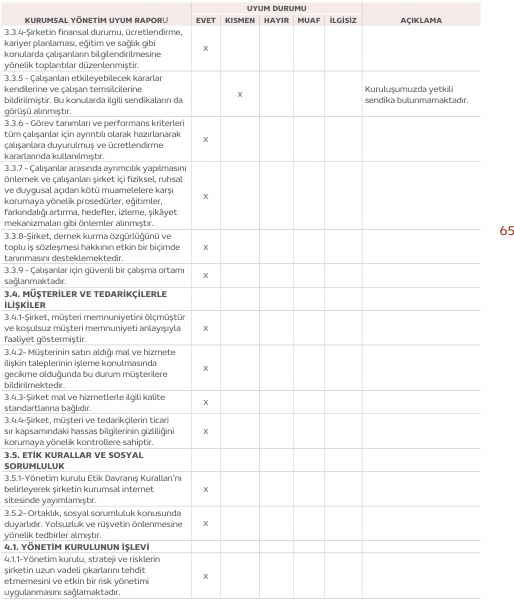 UYUM DURUMU
KURUMSAL YÖNETİM UYUM RAPORU EVET KISMEN HAYIR MUAF İLGİSİZ AÇIKLAMA
3.3.4-Şirketin finansal durumu, ücretlendirme,
kariyer planlaması, eğitim ve sağlık gibi
konularda çalışanların bilgilendirilmesine
yönelik toplantılar düzenlenmiştir.
X
3.3.5 - Çalışanları etkileyebilecek kararlar
kendilerine ve çalışan temsilcilerine
bildirilmiştir. Bu konularda ilgili sendikaların da
görüşü alınmıştır.
X
Kuruluşumuzda yetkili
sendika bulunmamaktadır.
3.3.6 - Görev tanımları ve performans kriterleri
tüm çalışanlar için ayrıntılı olarak hazırlanarak
çalışanlara duyurulmuş ve ücretlendirme
kararlarında kullanılmıştır.
X
3.3.7 - Çalışanlar arasında ayrımcılık yapılmasını
önlemek ve çalışanları şirket içi fiziksel, ruhsal
ve duygusal açıdan kötü muamelelere karşı
korumaya yönelik prosedürler, eğitimler,
farkındalığı artırma, hedefler, izleme, şikâyet
mekanizmaları gibi önlemler alınmıştır.
X
3.3.8-Şirket, dernek kurma özgürlüğünü ve
toplu iş sözleşmesi hakkının etkin bir biçimde
tanınmasını desteklemektedir.
X
3.3.9 - Çalışanlar için güvenli bir çalışma ortamı
sağlanmaktadır.
X
3.4. MÜŞTERİLER VE TEDARİKÇİLERLE
İLİŞKİLER
3.4.1-Şirket, müşteri memnuniyetini ölçmüştür
ve koşulsuz müşteri memnuniyeti anlayışıyla
faaliyet göstermiştir.
X
3.4.2- Müşterinin satın aldığı mal ve hizmete
ilişkin taleplerinin işleme konulmasında
gecikme olduğunda bu durum müşterilere
bildirilmektedir.
X
3.4.3-Şirket mal ve hizmetlerle ilgili kalite
standartlarına bağlıdır.
X
3.4.4-Şirket, müşteri ve tedarikçilerin ticari
sır kapsamındaki hassas bilgilerinin gizliliğini
korumaya yönelik kontrollere sahiptir.
X
3.5. ETİK KURALLAR VE SOSYAL
SORUMLULUK
3.5.1-Yönetim kurulu Etik Davranış Kuralları'nı
belirleyerek şirketin kurumsal internet
sitesinde yayımlamıştır.
X
3.5.2- Ortaklık, sosyal sorumluluk konusunda
duyarlıdır. Yolsuzluk ve rüşvetin önlenmesine
yönelik tedbirler almıştır.
X
4.1. YÖNETİM KURULUNUN İŞLEVİ
4.1.1-Yönetim kurulu, strateji ve risklerin
şirketin uzun vadeli çıkarlarını tehdit
etmemesini ve etkin bir risk yönetimi
uygulanmasını sağlamaktadır.
X
65